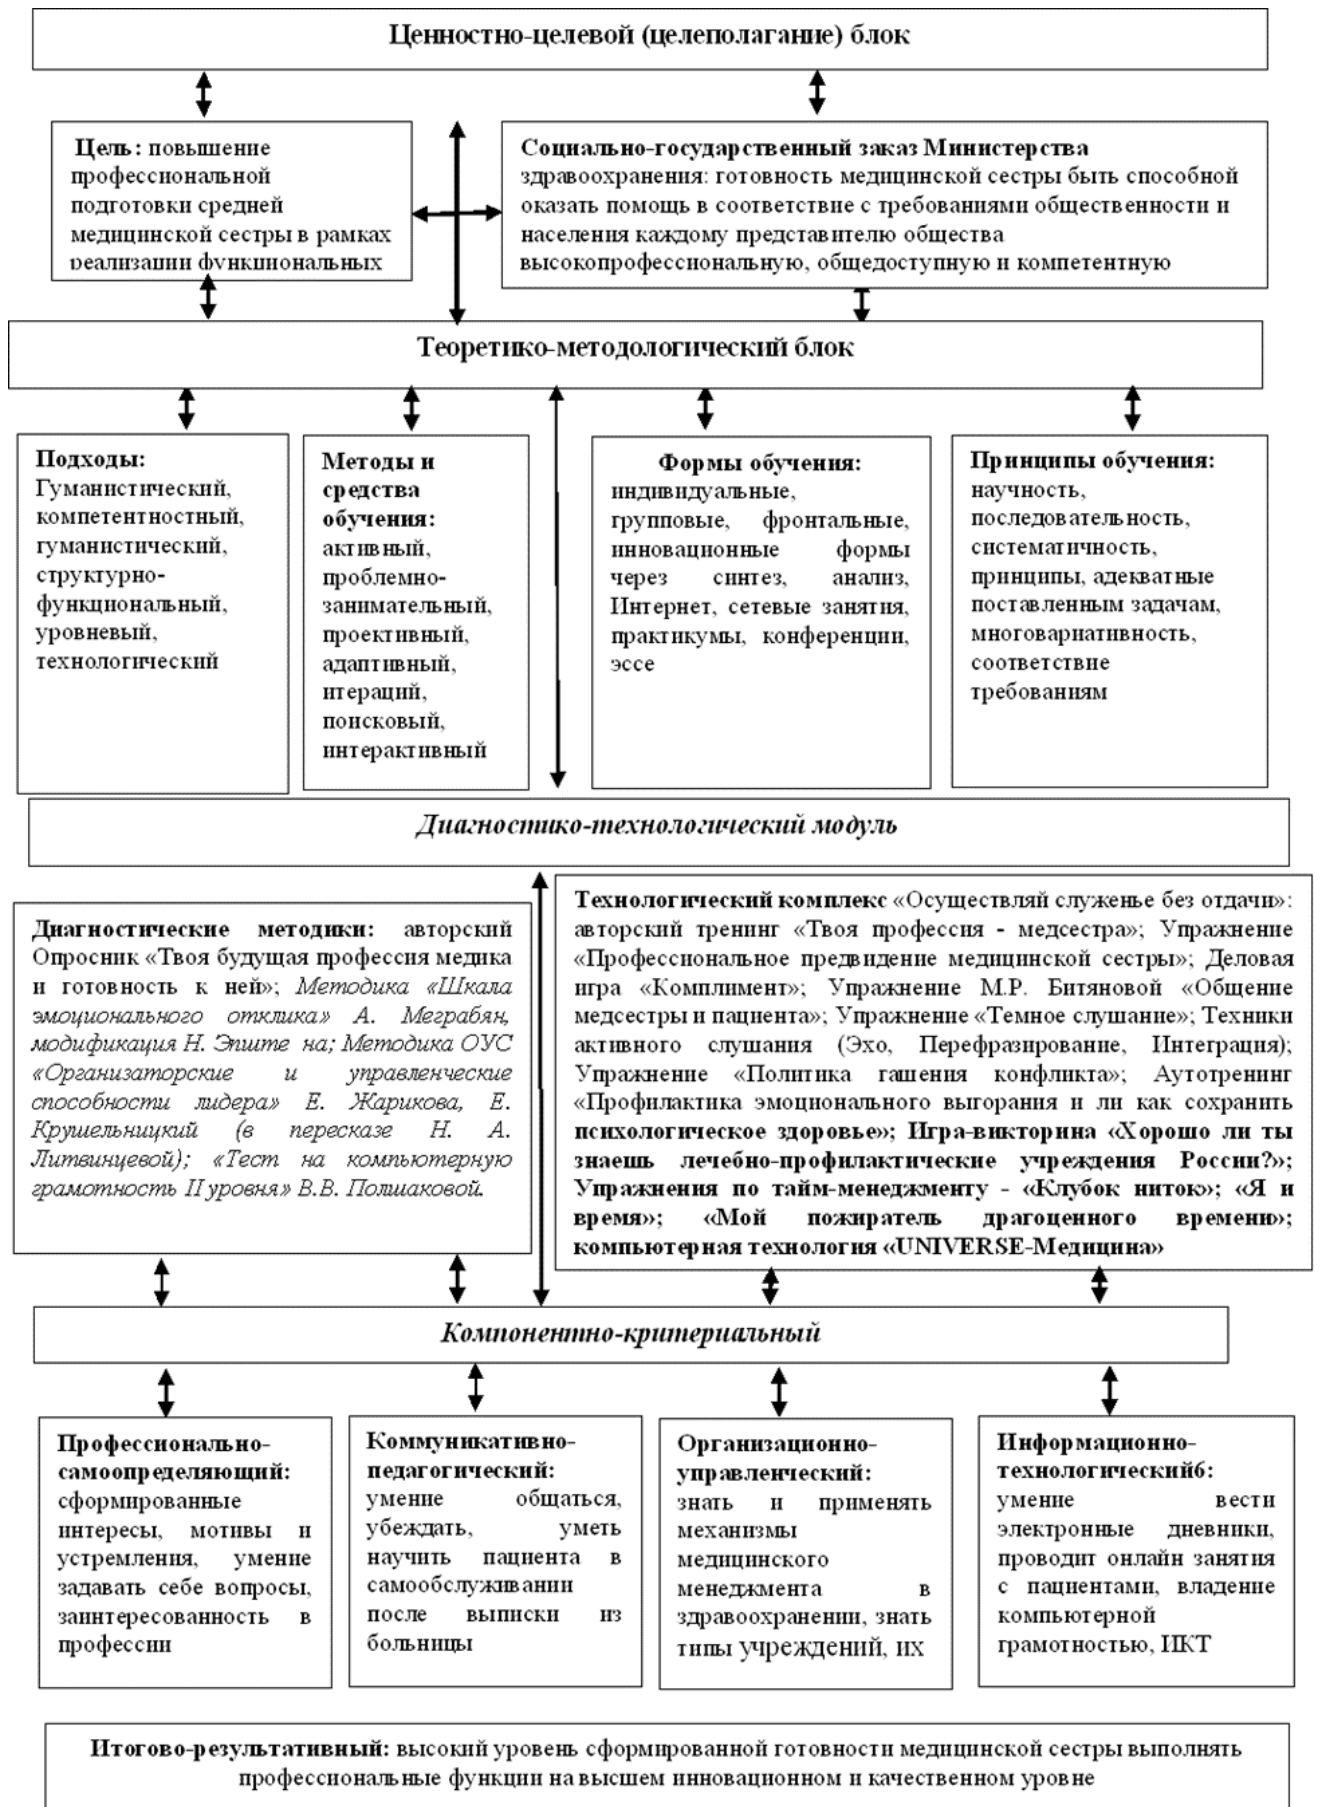 Ценностно-целевой (целеполагание) блок
Цель: повышение
профессиональной
подготовки средней
медицинской сестры в рамках
реализации функциональных
Социально-государственный заказ Министерства
здравоохранения: готовность медицинской сестры быть способной
оказать помощь в соответствие с требованиями общественности и
населения каждому представителю общества
высокопрофессиональную, общедоступную и компетентную
Теоретико-методологический блок
Подходы:
Гуманистический,
компетентностный,
гуманистический,
структурно-
функциональный,
уровневый,
технологический
Методы и
средства
обучения:
активный,
проблемно-
занимательный,
проективный,
адаптивный,
итераций,
поисковый,
интерактивный
Формы обучения:
индивидуальные,
групповые, фронтальные,
инновационные формы
через синтез, анализ,
Интернет, сетевые занятия,
практикумы, конференции,
эссе
Принципы обучения:
научность,
последовательность,
систематичность,
принципы, адекватные
поставленным задачам,
многовариативность,
соответствие
требованиям
Диагностико-технологический модуль
Диагностические методики: авторский
Опросник «Твоя будущая профессия медика
и готовность к ней»; Методика «Шкала
эмоционального отклика» А. Меграбян,
модификация Н. Эпште на; Методика ОУС
«Организаторские и управленческие
способности лидера» Е. Жарикова, Е.
Крушельницкий (в пересказе Н. А.
Литвинцевой); «Тест на компьютерную
грамотность II уровня» В.В. Полшаковой.
Технологический комплекс «Осуществляй служенье без отдачи»:
авторский тренинг «Твоя профессия - медсестра»; Упражнение
«Профессиональное предвидение медицинской сестры»; Деловая
игра «Комплимент»; Упражнение М.Р. Битяновой «Общение
медсестры и пациента»; Упражнение «Темное слушание»; Техники
активного слушания (Эхо, Перефразирование, Интеграция);
Упражнение «Политика гашения конфликта»; Аутотренинг
«Профилактика эмоционального выгорания и ли как сохранить
психологическое здоровье»; Игра-викторина «Хорошо ли ты
знаешь лечебно-профилактические учреждения России?»;
Упражнения по тайм-менеджменту - «Клубок ниток»; «Я и
время»; «Мой пожиратель драгоценного времени»;
компьютерная технология «UNIVERSE-Медицина»
Компонентно-критериальный
Профессионально-
самоопределяющий:
сформированные
интересы, мотивы и
устремления, умение
задавать себе вопросы,
заинтересованность в
профессии
Коммуникативно-
педагогический:
умение общаться,
убеждать, уметь
научить пациента в
самообслуживании
после выписки из
больницы
Организационно-
управленческий:
знать и применять
механизмы
медицинского
менеджмента в
здравоохранении, знать
типы учреждений, их
Информационно-
технологический6:
умение вести
электронные дневники,
проводит онлайн занятия
с пациентами, владение
компьютерной
грамотностью, ИКТ
Итогово-результативный: высокий уровень сформированной готовности медицинской сестры выполнять
профессиональные функции на высшем инновационном и качественном уровне